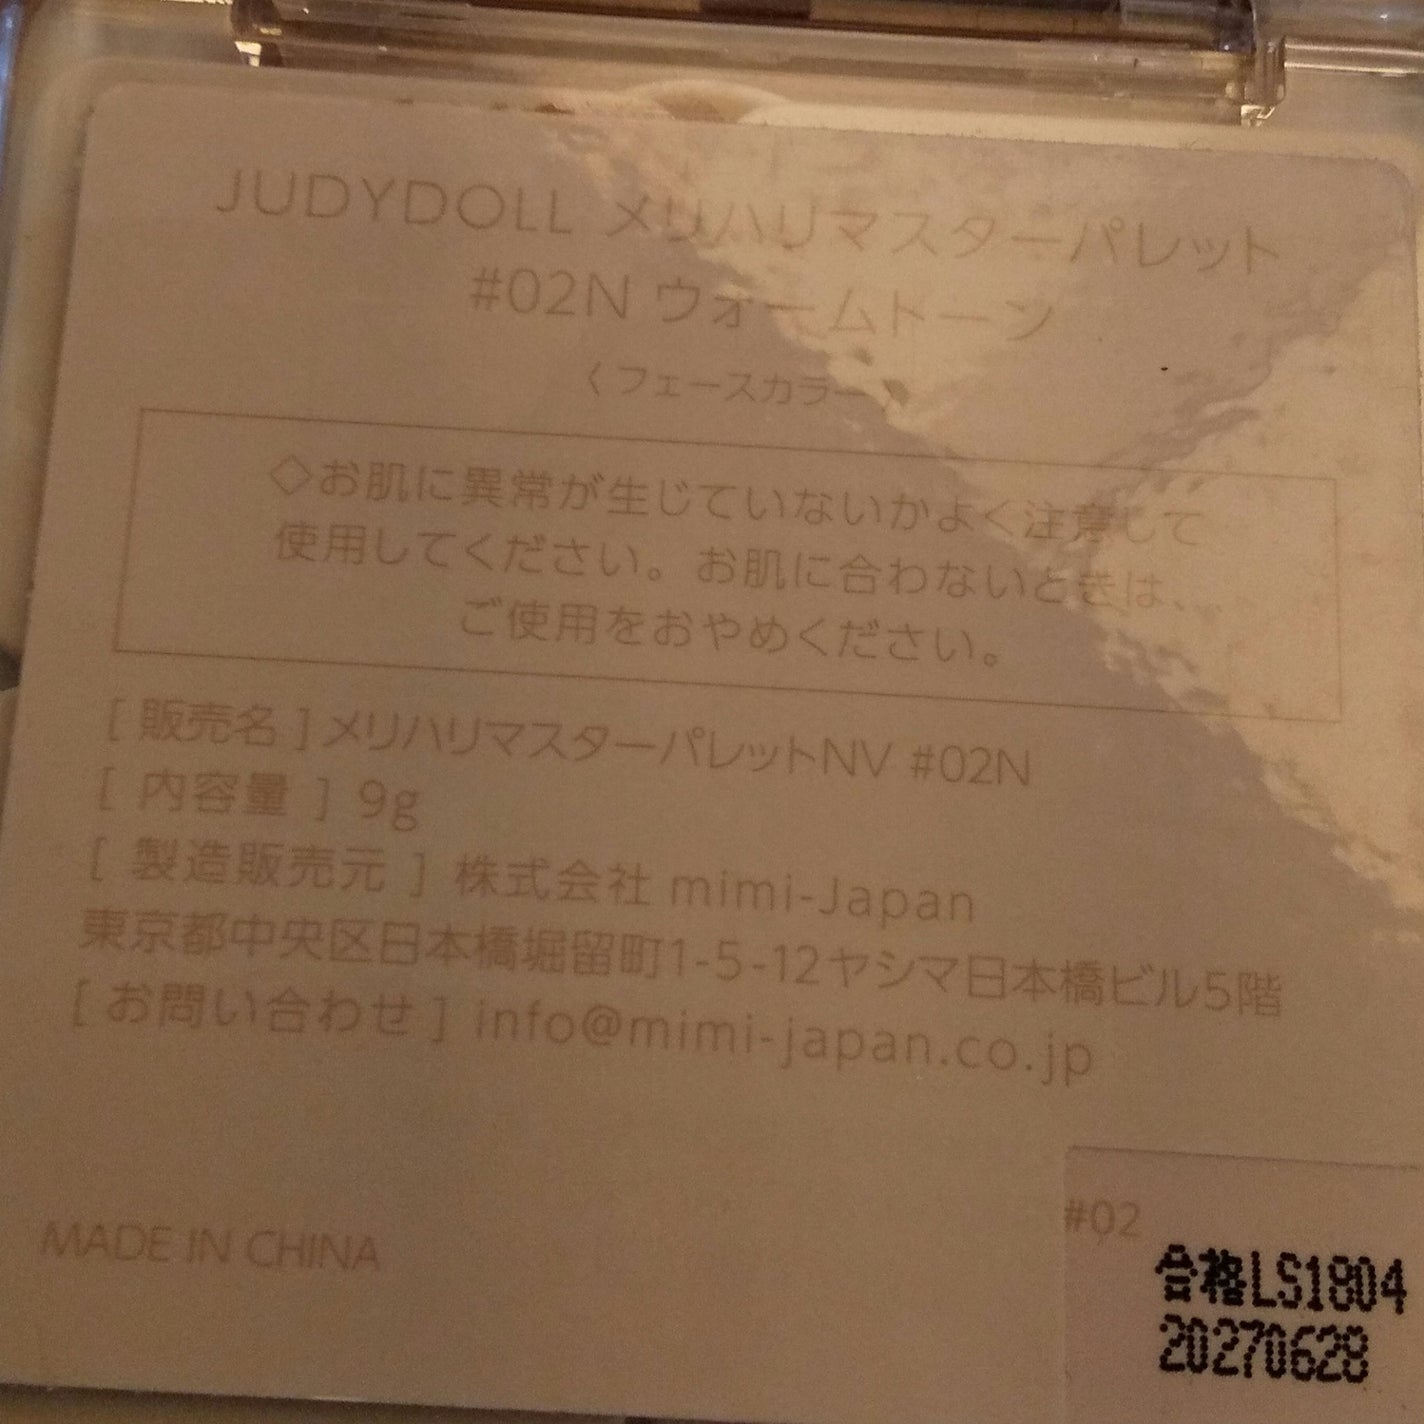 JUDYDOLL メリハリマスターパレット
#02N ウォームトーン
〈フェースカラー〉
◇お肌に異常が生じていないかよく注意して
使用してください。お肌に合わないときは、
ご使用をおやめください。
[ 販売名 ] メリハリマスターパレットNV #02N
[ 内容量 ] 9g
[ 製造販売元 ] 株式会社 mimi-Japan
東京都中央区日本橋堀留町1-5-12ヤシマ日本橋ビル5階
[ お問い合わせ ] info@mimi-japan.co.jp
MADE IN CHINA
#02
合格LS1804
20270628